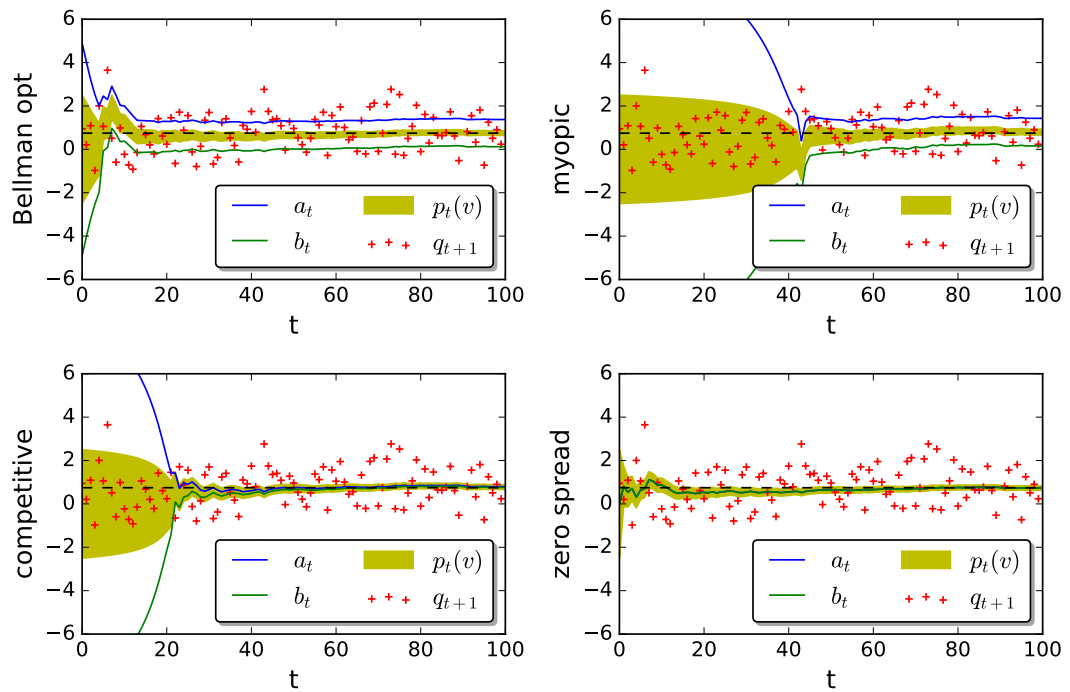 Bellman opt
6
4
2
0
−2
−4
−6
0 20 40 60 80 100
t
a_t p_t(v)
b_t q_{t+1}
myopic
6
4
2
0
−2
−4
−6
0 20 40 60 80 100
t
a_t p_t(v)
b_t q_{t+1}
competitive
6
4
2
0
−2
−4
−6
0 20 40 60 80 100
t
a_t p_t(v)
b_t q_{t+1}
zero spread
6
4
2
0
−2
−4
−6
0 20 40 60 80 100
t
a_t p_t(v)
b_t q_{t+1}